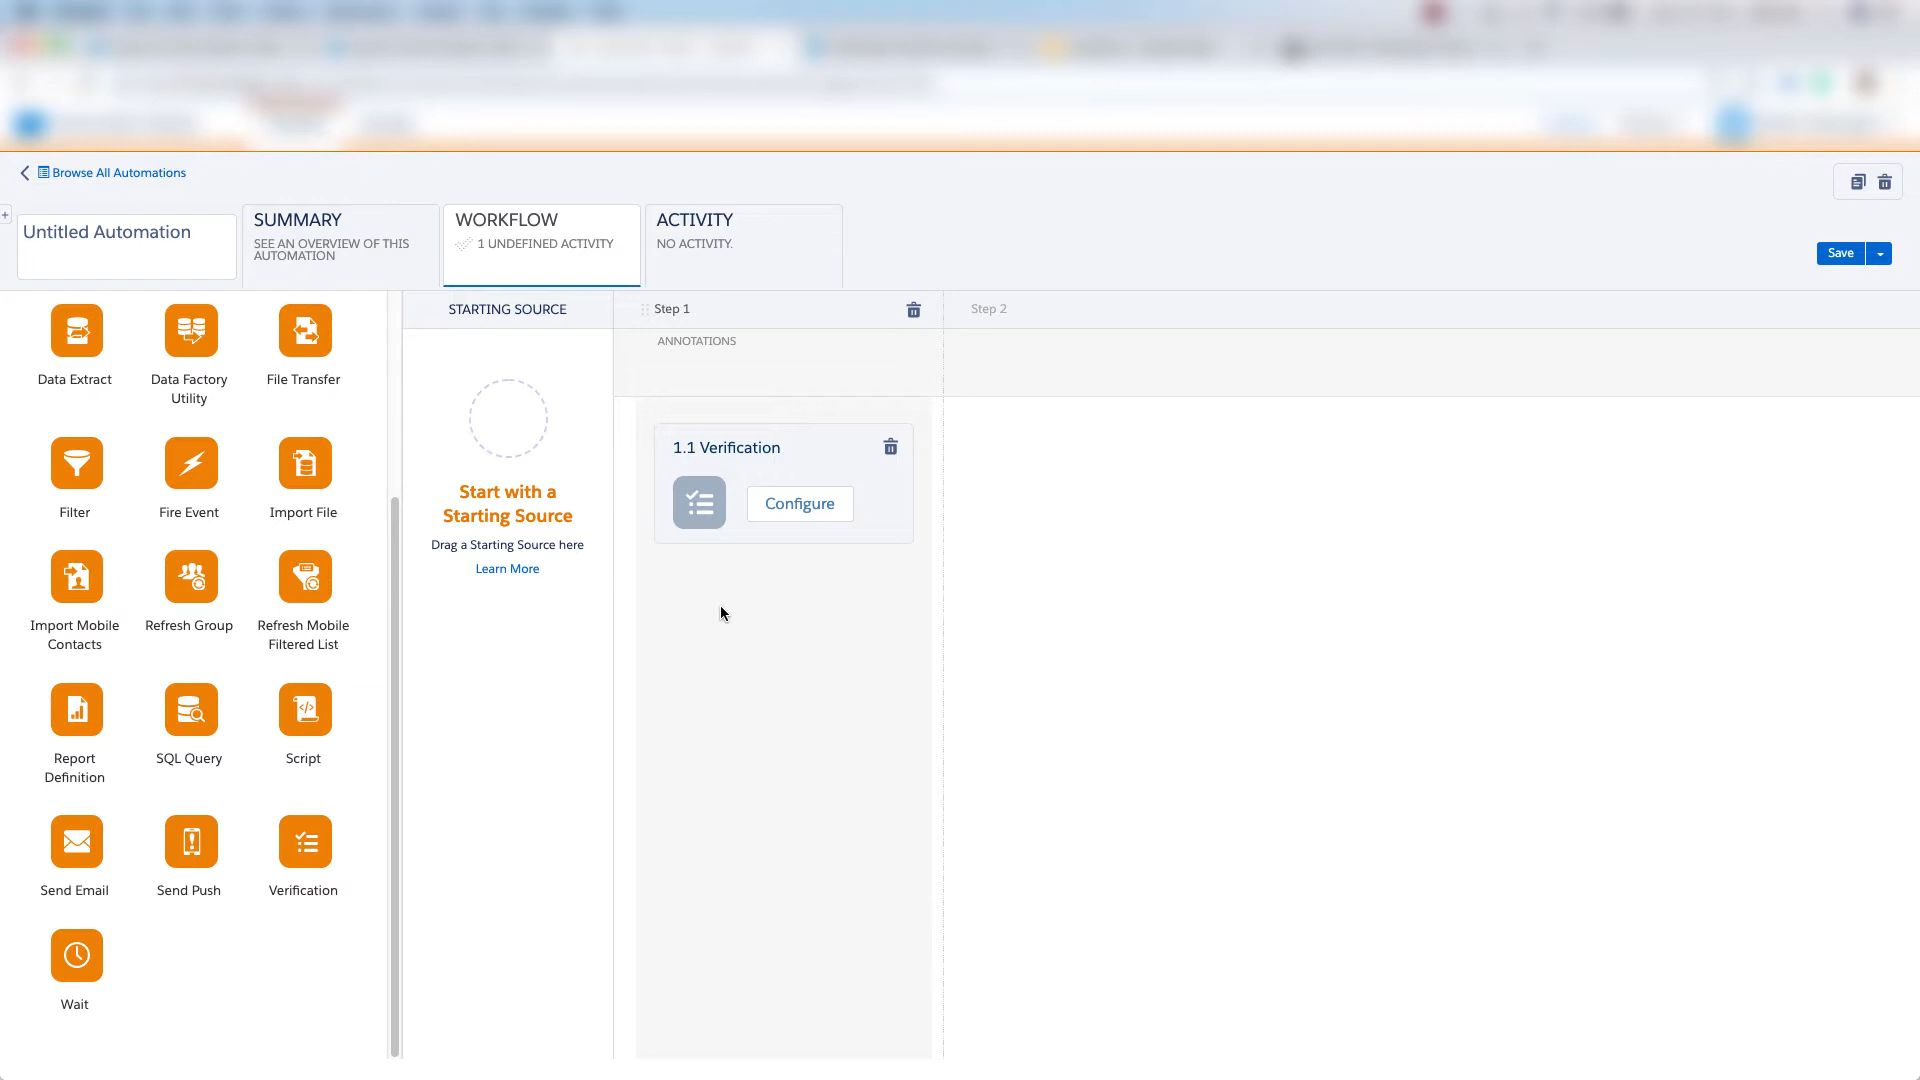 Browse All Automations
Untitled Automation
SUMMARY
SEE AN OVERVIEW OF THIS
AUTOMATION
WORKFLOW
1 UNDEFINED ACTIVITY
ACTIVITY
NO ACTIVITY.
Save
Data Extract
Data Factory
Utility
File Transfer
Filter
Fire Event
Import File
Import Mobile
Contacts
Refresh Group
Refresh Mobile
Filtered List
Report
Definition
SQL Query
Script
Send Email
Send Push
Verification
Wait
STARTING SOURCE
Start with a
Starting Source
Drag a Starting Source here
Learn More
Step 1
ANNOTATIONS
1.1 Verification
Configure
Step 2